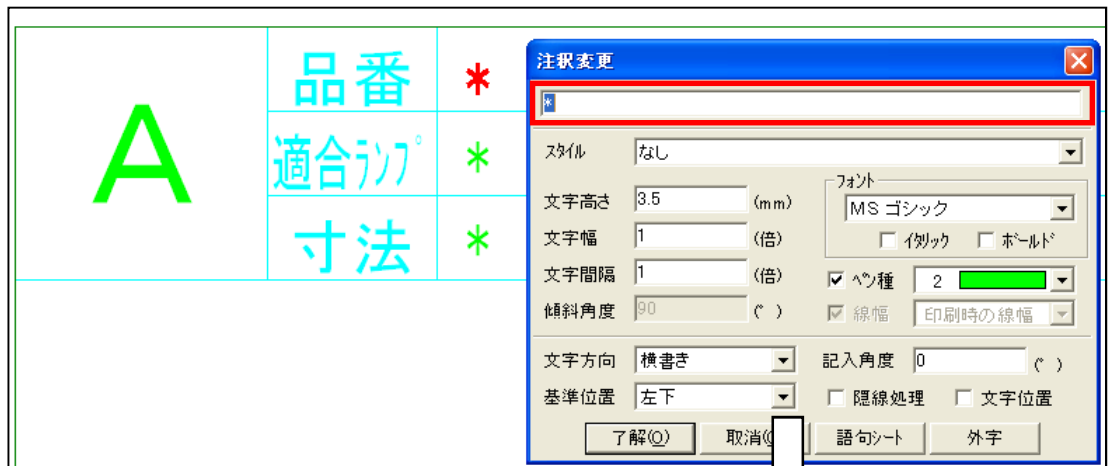 A
品番 *
適合ﾗﾝﾌﾟ *
寸法 *
注釈変更
*
ｽﾀｲﾙ なし
文字高さ 3.5 (mm)
文字幅 1 (倍)
文字間隔 1 (倍)
傾斜角度 90 (°)
ﾌｫﾝﾄ
MS ゴシック
ｲﾀﾘｯｸ ﾎﾞｰﾙﾄﾞ
ﾍﾟﾝ種 2
線幅 印刷時の線幅
文字方向 横書き
記入角度 0 (°)
基準位置 左下
隠線処理 文字位置
了解(O) 取消( 語句ｼｰﾄ 外字